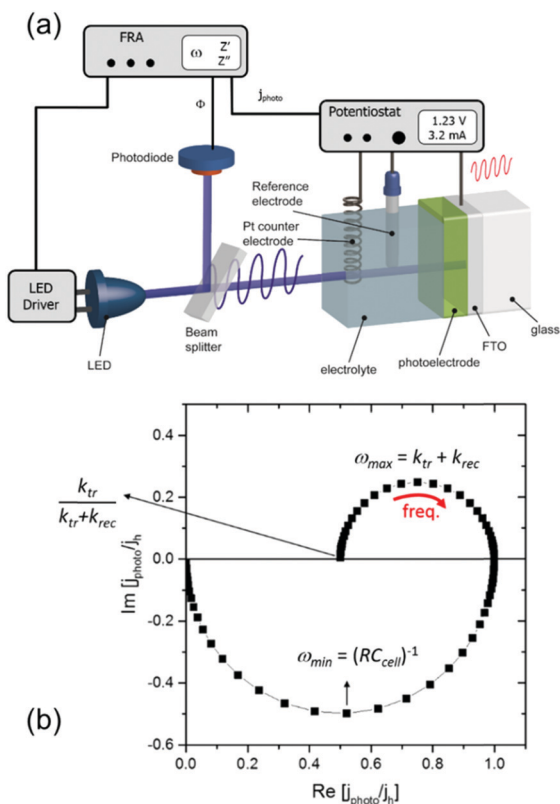 (a)
FRA
ω
Z'
Z"
Φ
j_photo
Photodiode
Potentiostat
1.23 V
3.2 mA
Reference
electrode
Pt counter
electrode
LED
Driver
LED
Beam
splitter
electrolyte
photoelectrode
FTO
glass
(b)
Im [j_photo/j_h]
0.4
0.2
0.0
-0.2
-0.4
-0.6
k_tr
k_tr+k_rec
ω_max = k_tr + k_rec
freq.
ω_min = (RC_cell)^-1
0.0 0.2 0.4 0.6 0.8 1.0
Re [j_photo/j_h]